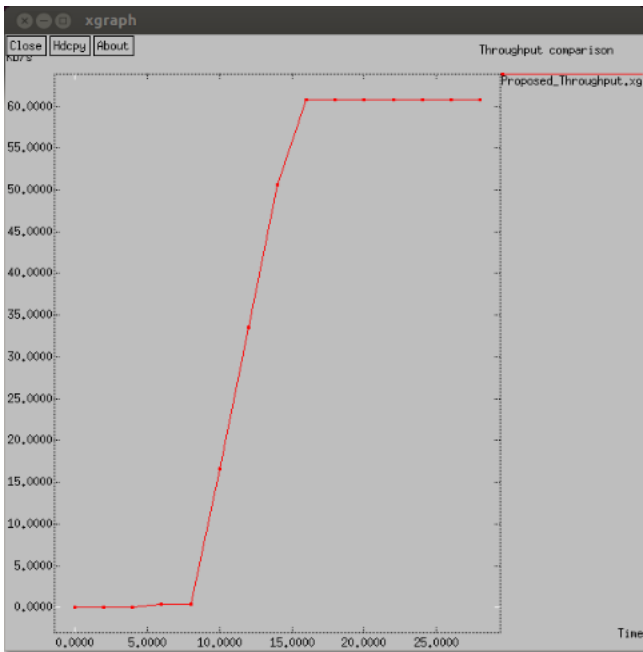 xgraph
Close Hdcpy About
KB/s
Throughput comparison
Proposed_Throughput.xg
60.0000
55.0000
50.0000
45.0000
40.0000
35.0000
30.0000
25.0000
20.0000
15.0000
10.0000
5.0000
0.0000
0.0000 5.0000 10.0000 15.0000 20.0000 25.0000
Time